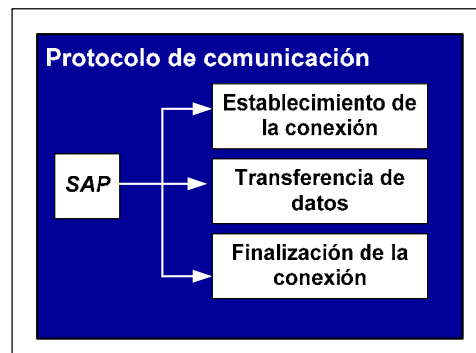 Protocolo de comunicación
Establecimiento de
la conexión
SAP
Transferencia de
datos
Finalización de la
conexión